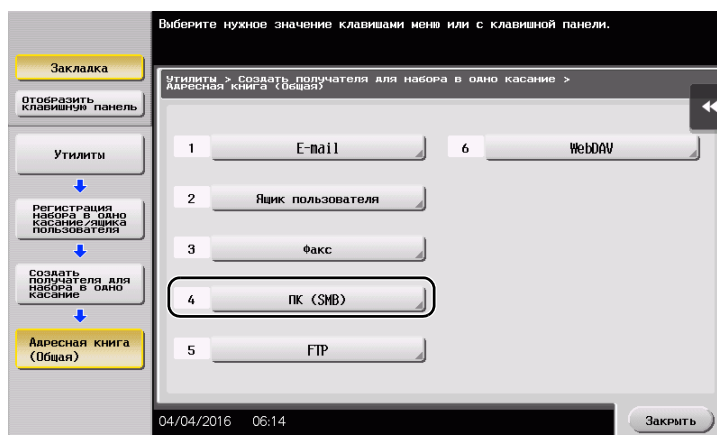 Выберите нужное значение клавишами меню или с клавишной панели.
Закладка
Отобразить
клавишную панель
Утилиты
Регистрация
набора в одно
касание/ящика
пользователя
Создать
получателя для
набора в одно
касание
Адресная книга
(Общая)
Утилиты > Создать получателя для набора в одно касание >
Адресная книга (Общая)
1 E-mail
2 Ящик пользователя
3 Факс
4 ПК (SMB)
5 FTP
6 WebDAV
04/04/2016 06:14
Закрыть